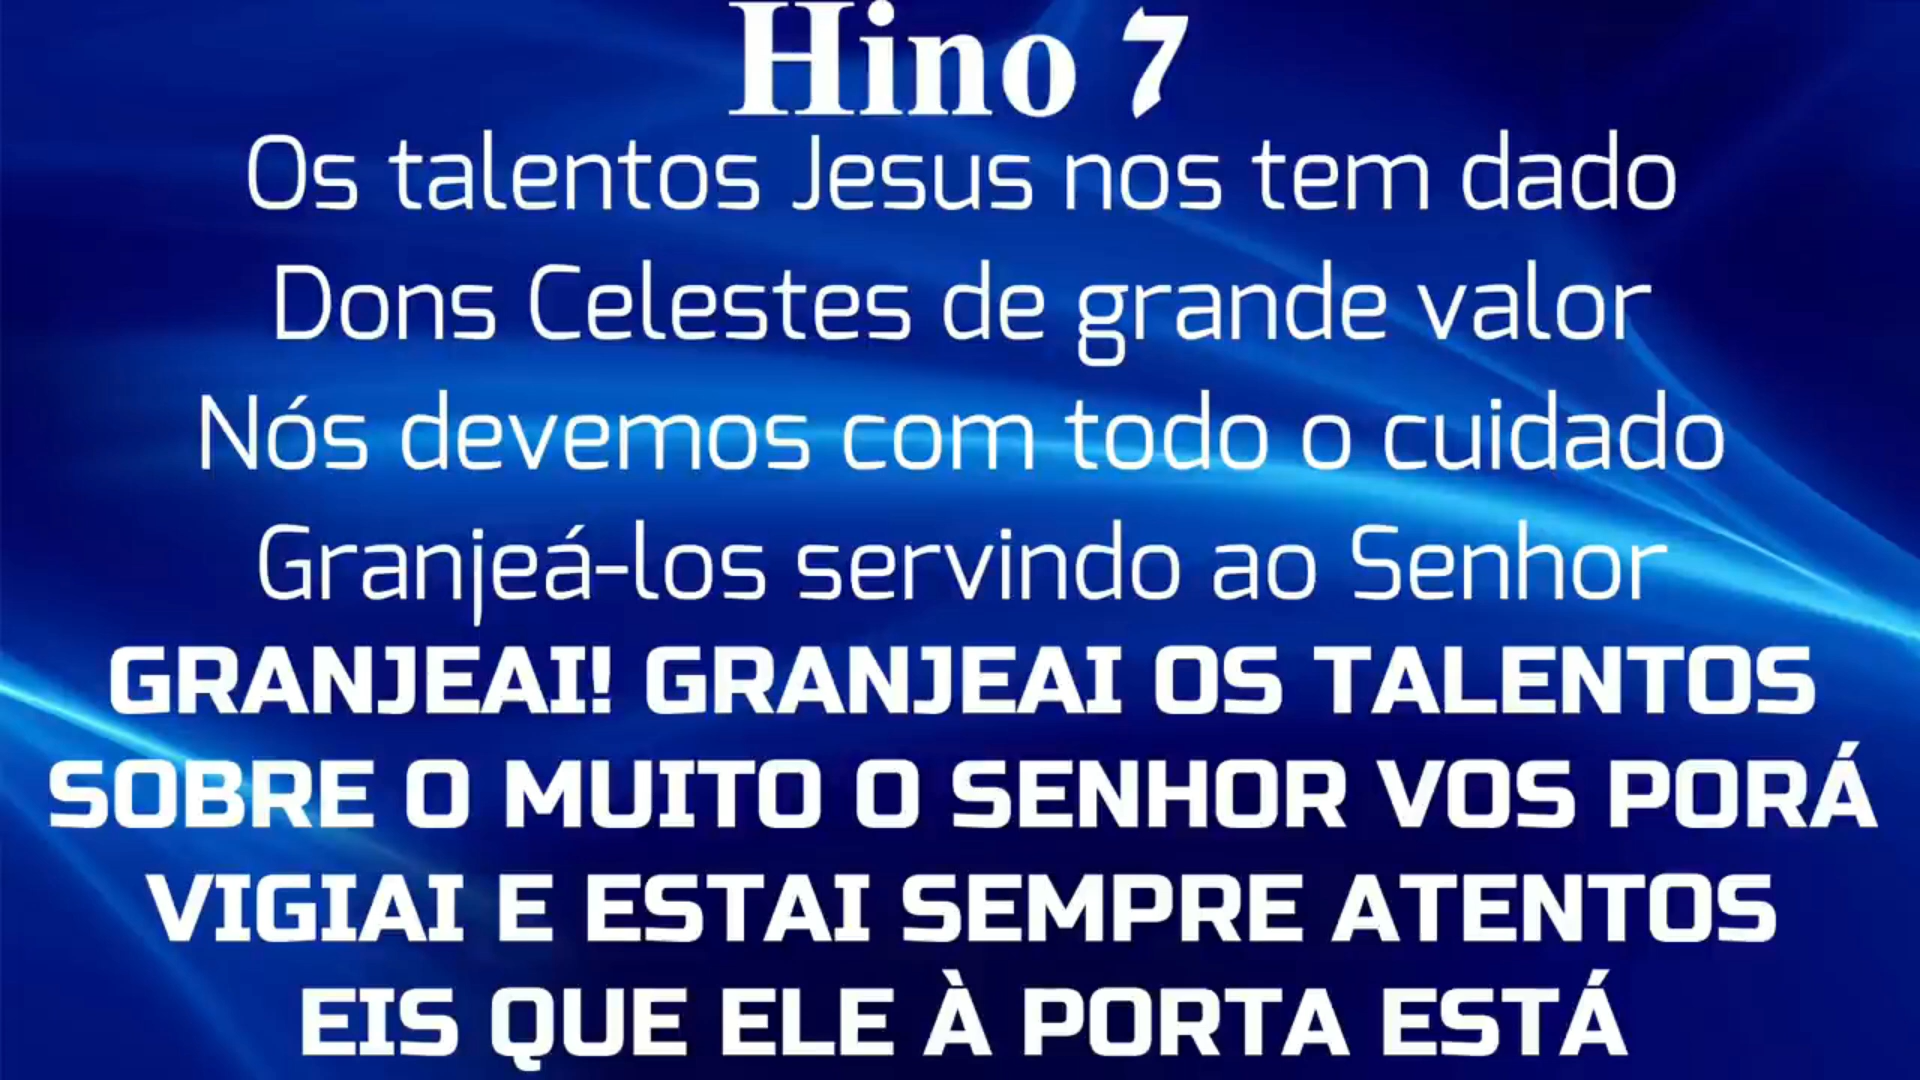 Hino 7
Os talentos Jesus nos tem dado
Dons Celestes de grande valor
Nós devemos com todo o cuidado
Granjeá-los servindo ao Senhor
GRANJEAI! GRANJEAI OS TALENTOS
SOBRE O MUITO O SENHOR VOS PORÁ
VIGIAI E ESTAI SEMPRE ATENTOS
EIS QUE ELE À PORTA ESTÁ